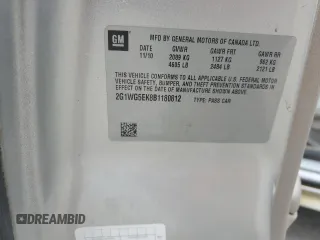 GM
MFD BY GENERAL MOTORS OF CANADA LTD.
DATE GVWR GAWR FRT GAWR RR
11/10 2089 KG 1127 KG 962 KG
4605 LB 2484 LB 2121 LB
THIS VEHICLE CONFORMS TO ALL APPLICABLE U.S. FEDERAL
MOTOR VEHICLE SAFETY, BUMPER, AND
THEFT PREVENTION STANDARDS IN EFFECT ON THE
DATE OF MANUFACTURE SHOWN ABOVE.
2G1WG5EK8B1180812 TYPE: PASS CAR
© DREAMBID